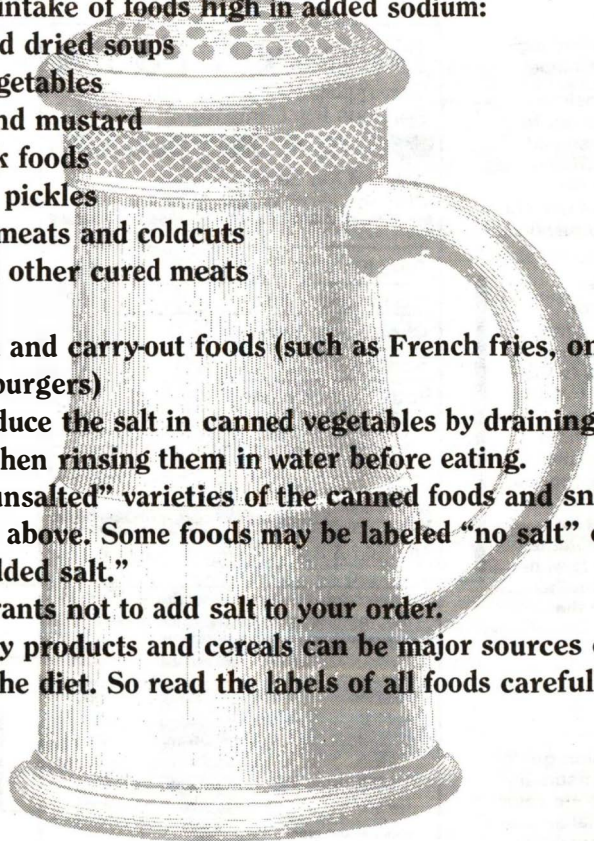 intake of foods high in added sodium:
d dried soups
getables
nd mustard
foods
pickles
meats and coldcuts
other cured meats
and carry-out foods (such as French fries, on
burgers)
duce the salt in canned vegetables by draining
hen rinsing them in water before eating.
unsalted” varieties of the canned foods and sn
above. Some foods may be labeled “no salt”
dded salt.”
rants not to add salt to your order.
y products and cereals can be major sources
he diet. So read the labels of all foods careful